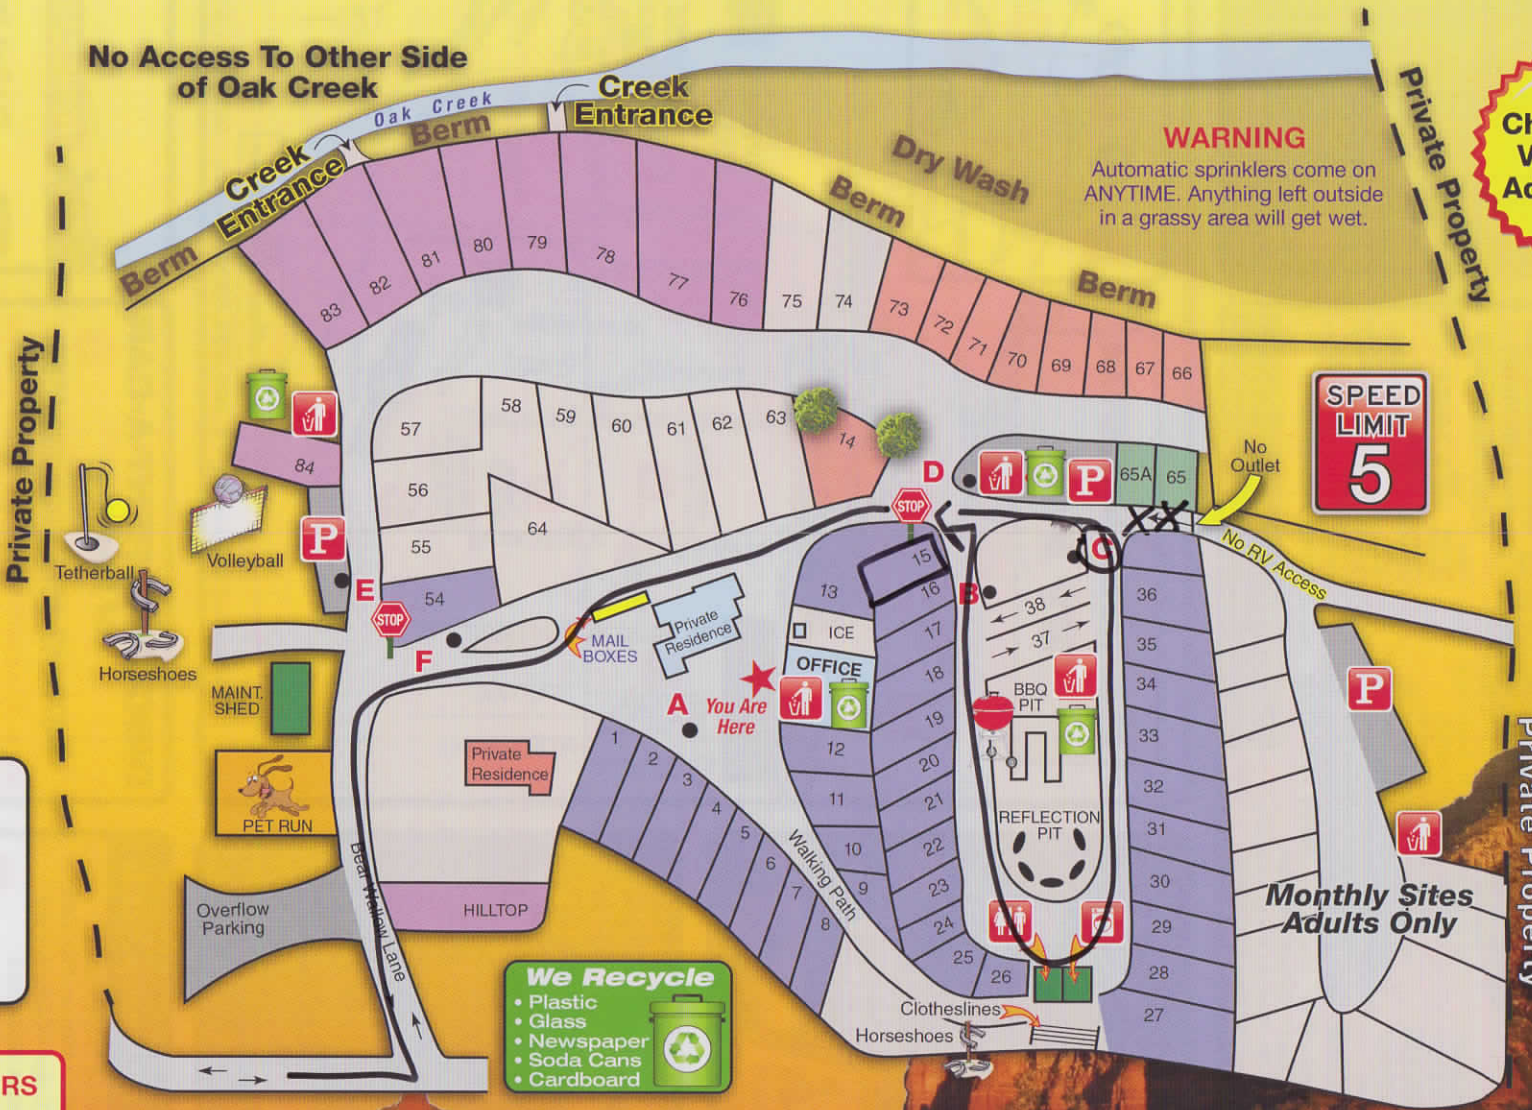 No Access To Other Side
of Oak Creek
Oak Creek
Creek
Entrance
Creek
Entrance
Berm
Berm
Berm
Berm
Dry Wash
WARNING
Automatic sprinklers come on
ANYTIME. Anything left outside
in a grassy area will get wet.
Private Property
Private Property
Private Property
83
82
81
80
79
78
77
76
75
74
73
72
71
70
69
68
67
66
SPEED
LIMIT
5
No
Outlet
No RV Access
57
58
59
60
61
62
63
14
84
56
55
64
54
D
P
65A
65
STOP
P
Volleyball
Tetherball
Horseshoes
E
STOP
F
MAIL
BOXES
Private
Residence
13
ICE
OFFICE
15
16
17
18
19
20
21
22
23
24
25
26
B
C
XX
38
37
BBQ
PIT
REFLECTION
PIT
36
35
34
33
32
31
30
29
28
27
P
MAINT.
SHED
PET RUN
A
You Are
Here
Private
Residence
1
2
3
4
5
6
7
8
12
11
10
9
Walking Path
HILLTOP
Overflow
Parking
Bear Wallow Lane
Monthly Sites
Adults Only
We Recycle
• Plastic
• Glass
• Newspaper
• Soda Cans
• Cardboard
Clotheslines
Horseshoes
RS